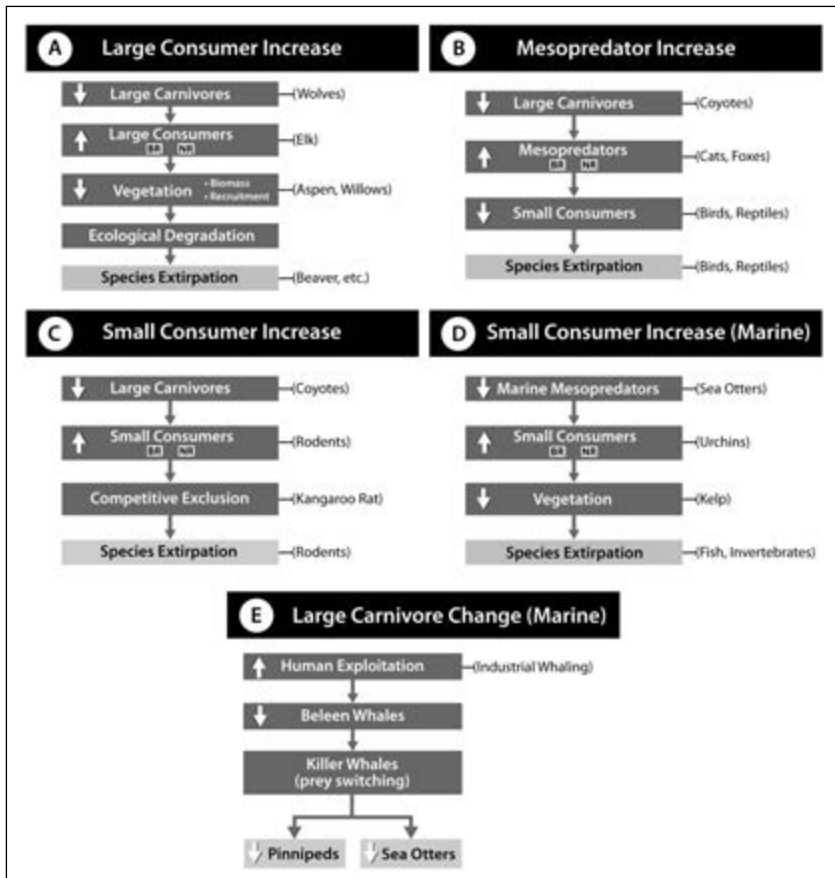 A Large Consumer Increase
Large Carnivores (Wolves)
Large Consumers (Elk)
Vegetation • Biomass • Recruitment (Aspen, Willows)
Ecological Degradation
Species Extirpation (Beaver, etc.)
B Mesopredator Increase
Large Carnivores (Coyotes)
Mesopredators (Cats, Foxes)
Small Consumers (Birds, Reptiles)
Species Extirpation (Birds, Reptiles)
C Small Consumer Increase
Large Carnivores (Coyotes)
Small Consumers (Rodents)
Competitive Exclusion (Kangaroo Rat)
Species Extirpation (Rodents)
D Small Consumer Increase (Marine)
Marine Mesopredators (Sea Otters)
Small Consumers (Urchins)
Vegetation (Kelp)
Species Extirpation (Fish, Invertebrates)
E Large Carnivore Change (Marine)
Human Exploitation (Industrial Whaling)
Beleen Whales
Killer Whales
(prey switching)
Pinnipeds Sea Otters